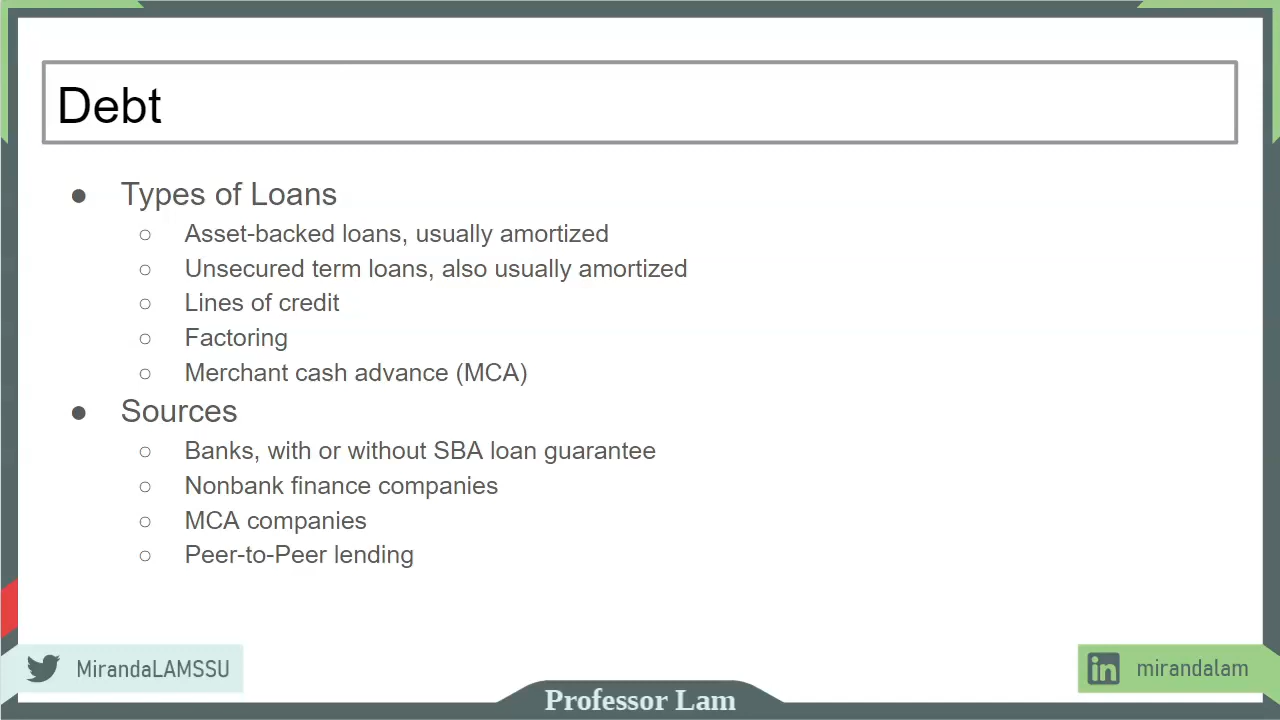 Debt
● Types of Loans
○ Asset-backed loans, usually amortized
○ Unsecured term loans, also usually amortized
○ Lines of credit
○ Factoring
○ Merchant cash advance (MCA)
● Sources
○ Banks, with or without SBA loan guarantee
○ Nonbank finance companies
○ MCA companies
○ Peer-to-Peer lending
MirandaLAMSSU
in mirandalam
Professor Lam